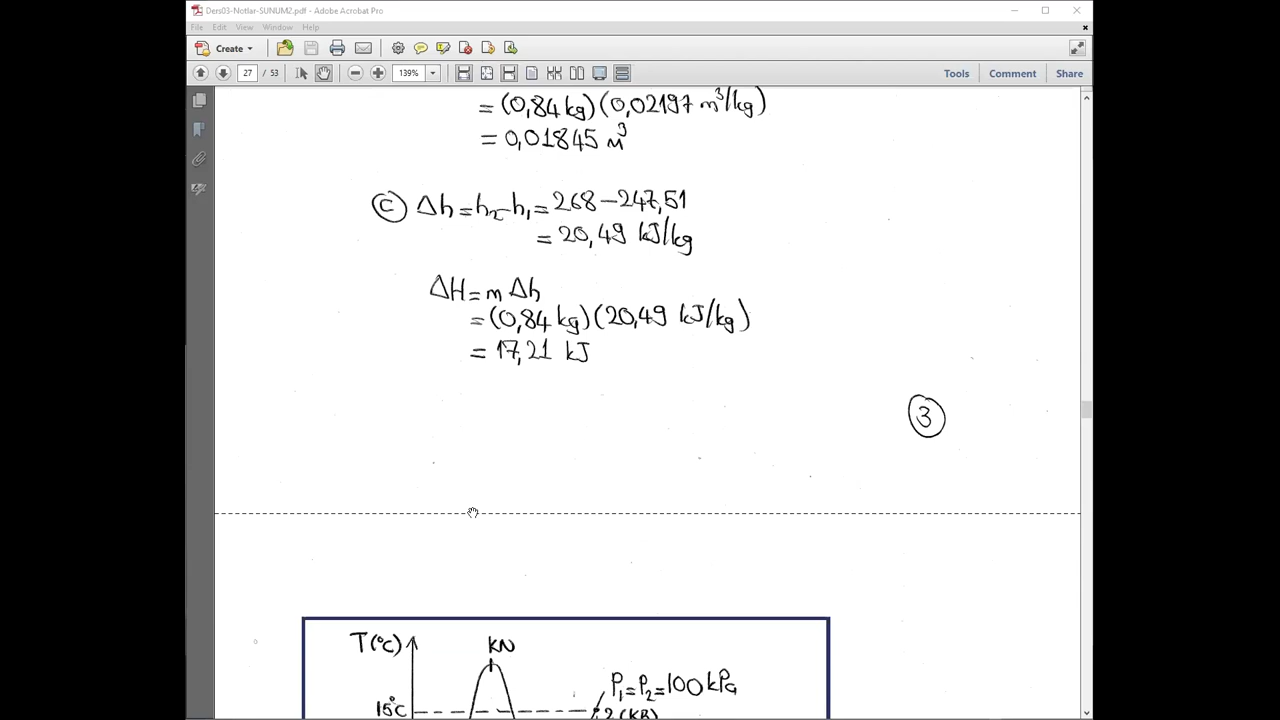 Ders03-Notlar-SUNUM2.pdf - Adobe Acrobat Pro
File Edit View Window Help
Create
27 / 53 139% Tools Comment Share
= (0,84 kg) (0,02197 m³/kg)
= 0,01845 m³
C Δh = h₂-h₁ = 268-247,51
= 20,49 kJ/kg
ΔH = m Δh
= (0,84 kg) (20,49 kJ/kg)
= 17,21 kJ
3
T(°C) KN
P₁=P₂=100 kPa
15°C 2 (KB)